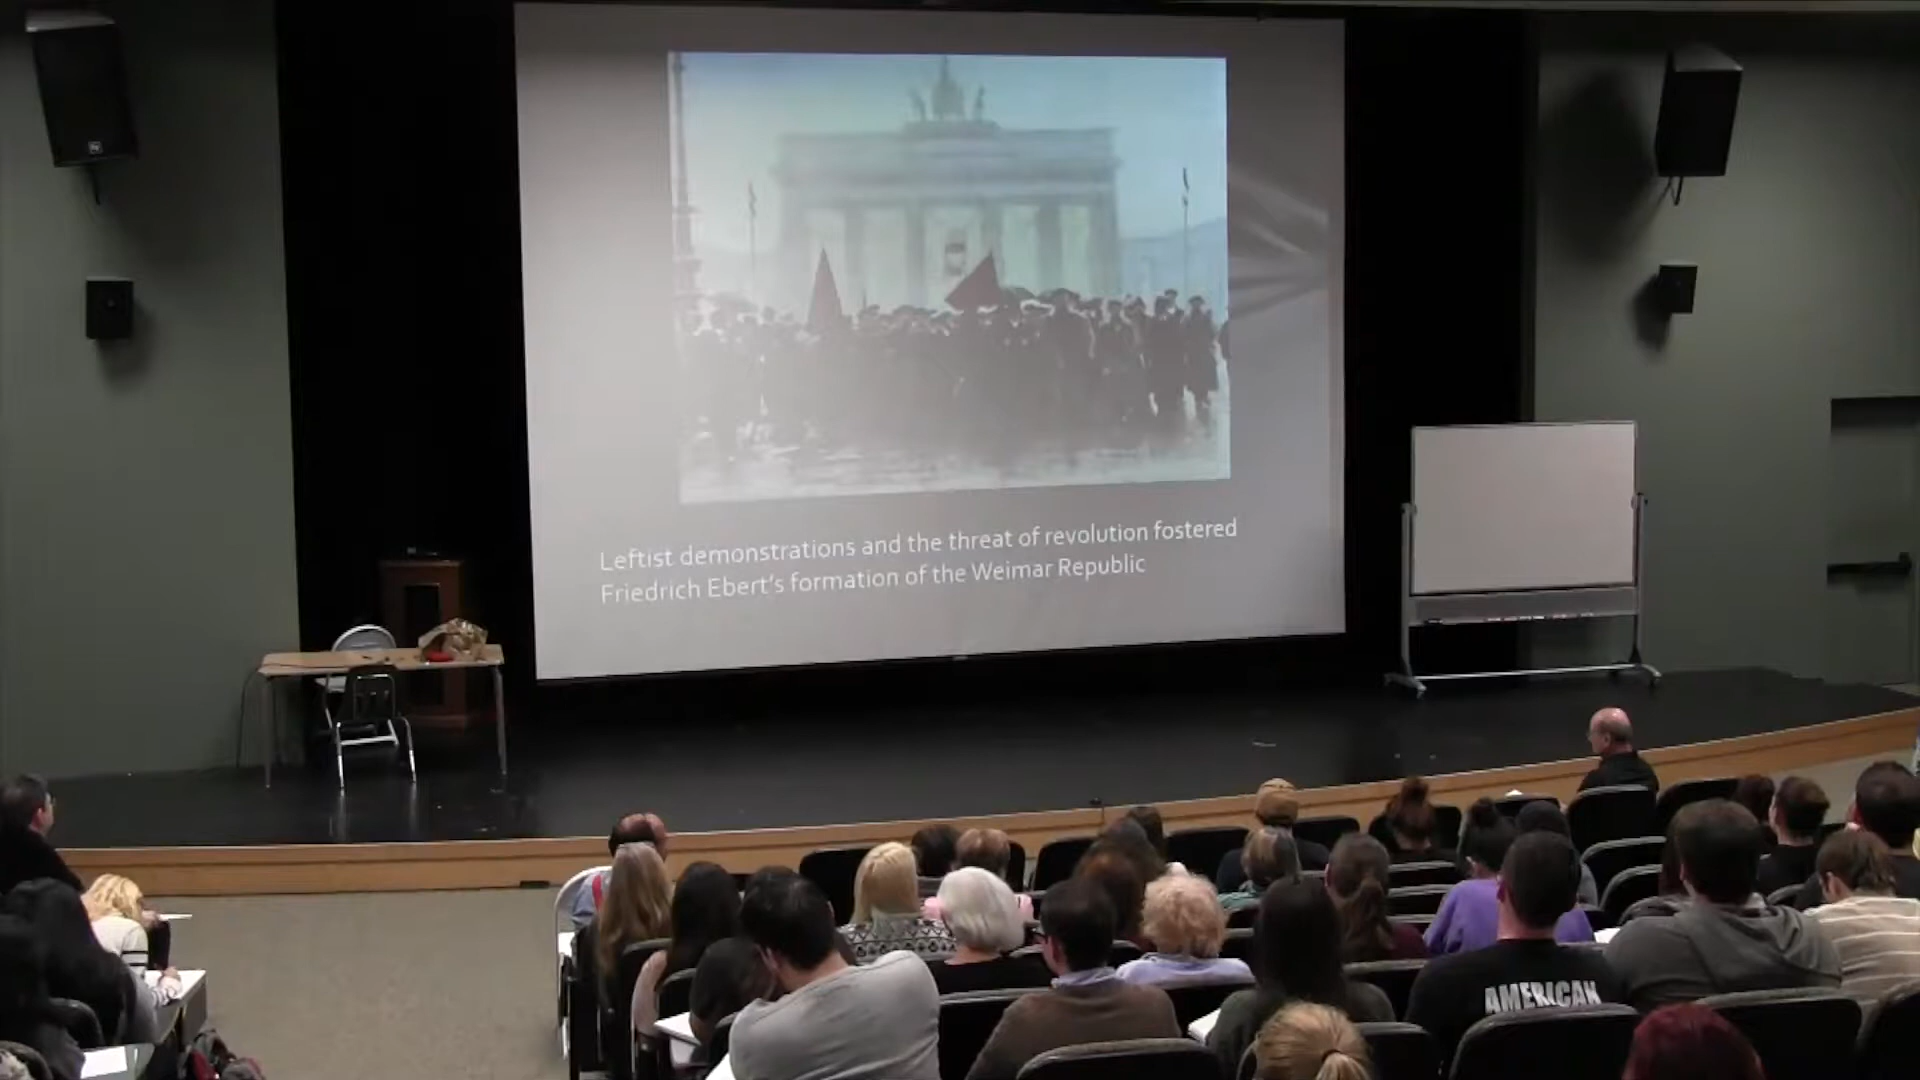 Leftist demonstrations and the threat of revolution fostered
Friedrich Ebert's formation of the Weimar Republic
AMERICAN